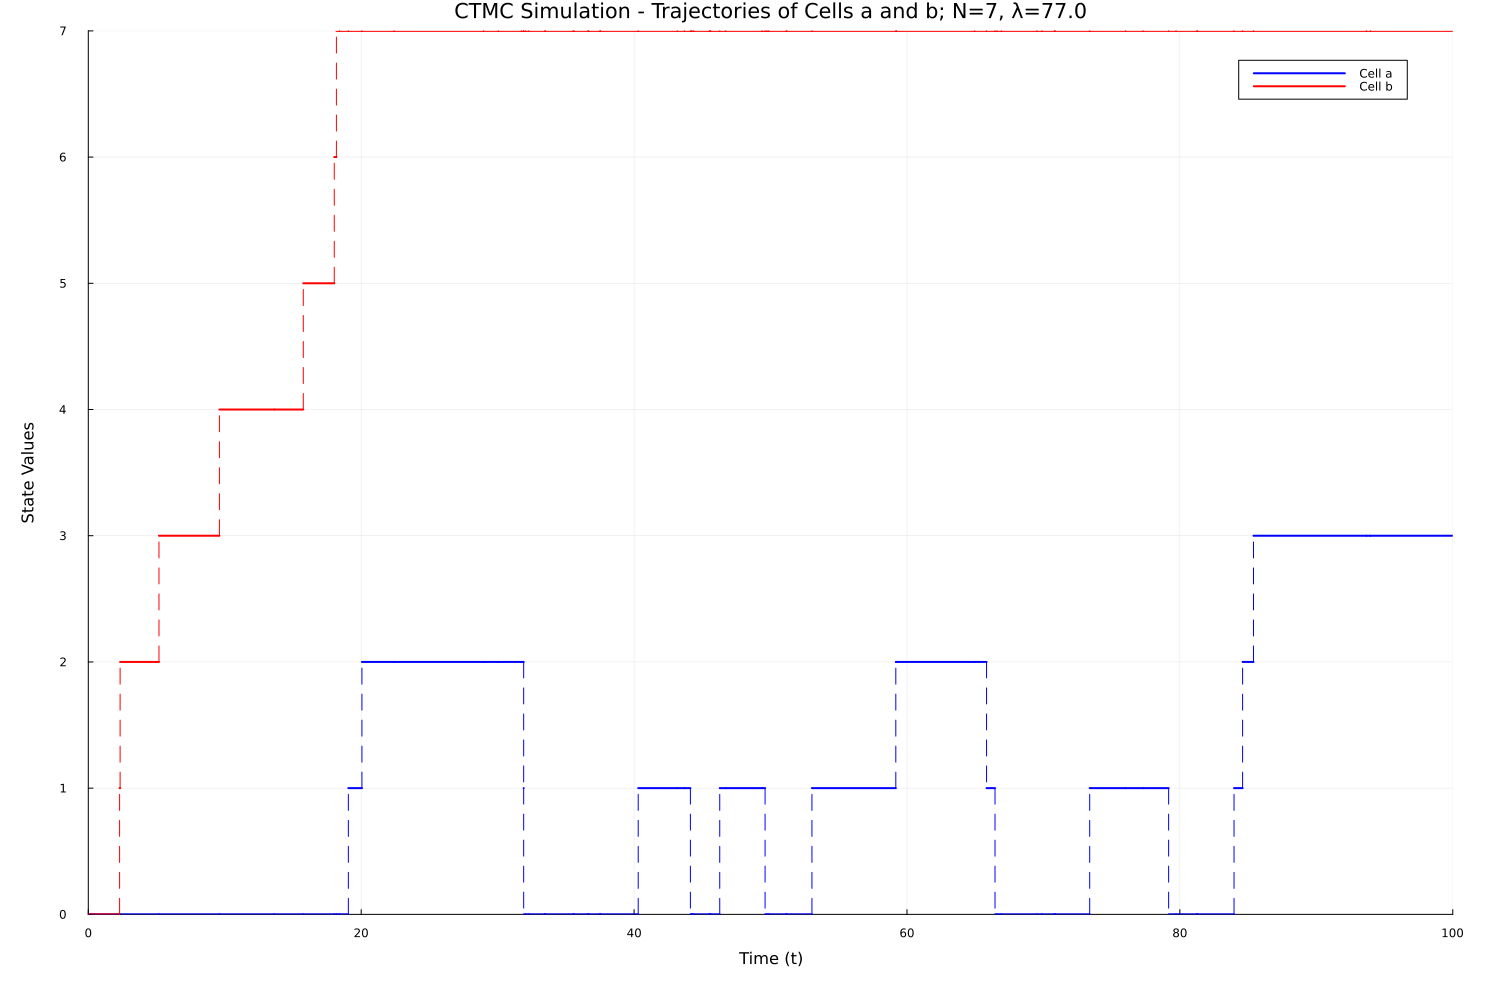 CTMC Simulation - Trajectories of Cells a and b; N=7, λ=77.0
7
Cell a
Cell b
6
5
4
State Values
3
2
1
0
0 20 40 60 80 100
Time (t)